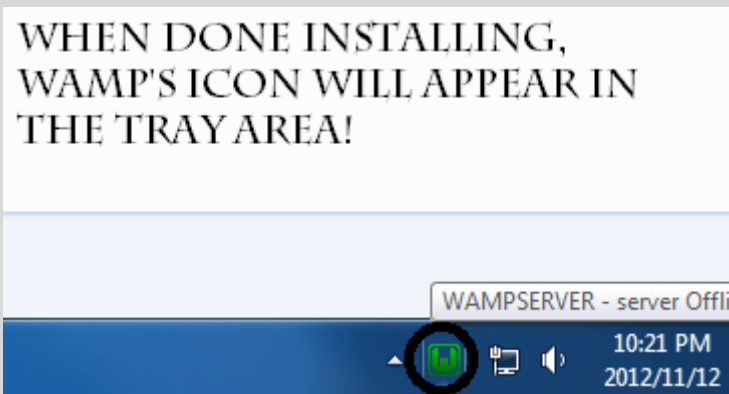 WHEN DONE INSTALLING,
WAMP'S ICON WILL APPEAR IN
THE TRAY AREA!
WAMPSERVER - server Offli
10:21 PM
2012/11/12